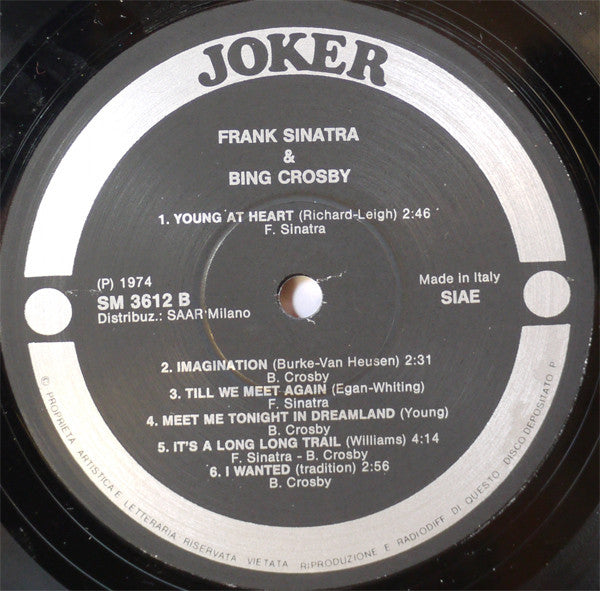 JOKER
FRANK SINATRA
&
BING CROSBY
1. YOUNG AT HEART (Richard-Leigh) 2:46
F. Sinatra
(P) 1974
SM 3612 B
Distribuz.: SAAR Milano
Made in Italy
SIAE
2. IMAGINATION (Burke-Van Heusen) 2:31
B. Crosby
3. TILL WE MEET AGAIN (Egan-Whiting)
F. Sinatra
4. MEET ME TONIGHT IN DREAMLAND (Young)
B. Crosby
5. IT'S A LONG LONG TRAIL (Williams) 4:14
F. Sinatra - B. Crosby
6. I WANTED (tradition) 2:56
B. Crosby
© PROPRIETA ARTISTICA E LETTERARIA RISERVATA VIETATA RIPRODUZIONE E RADIODIFF DI QUESTO DISCO DEPOSITATO P